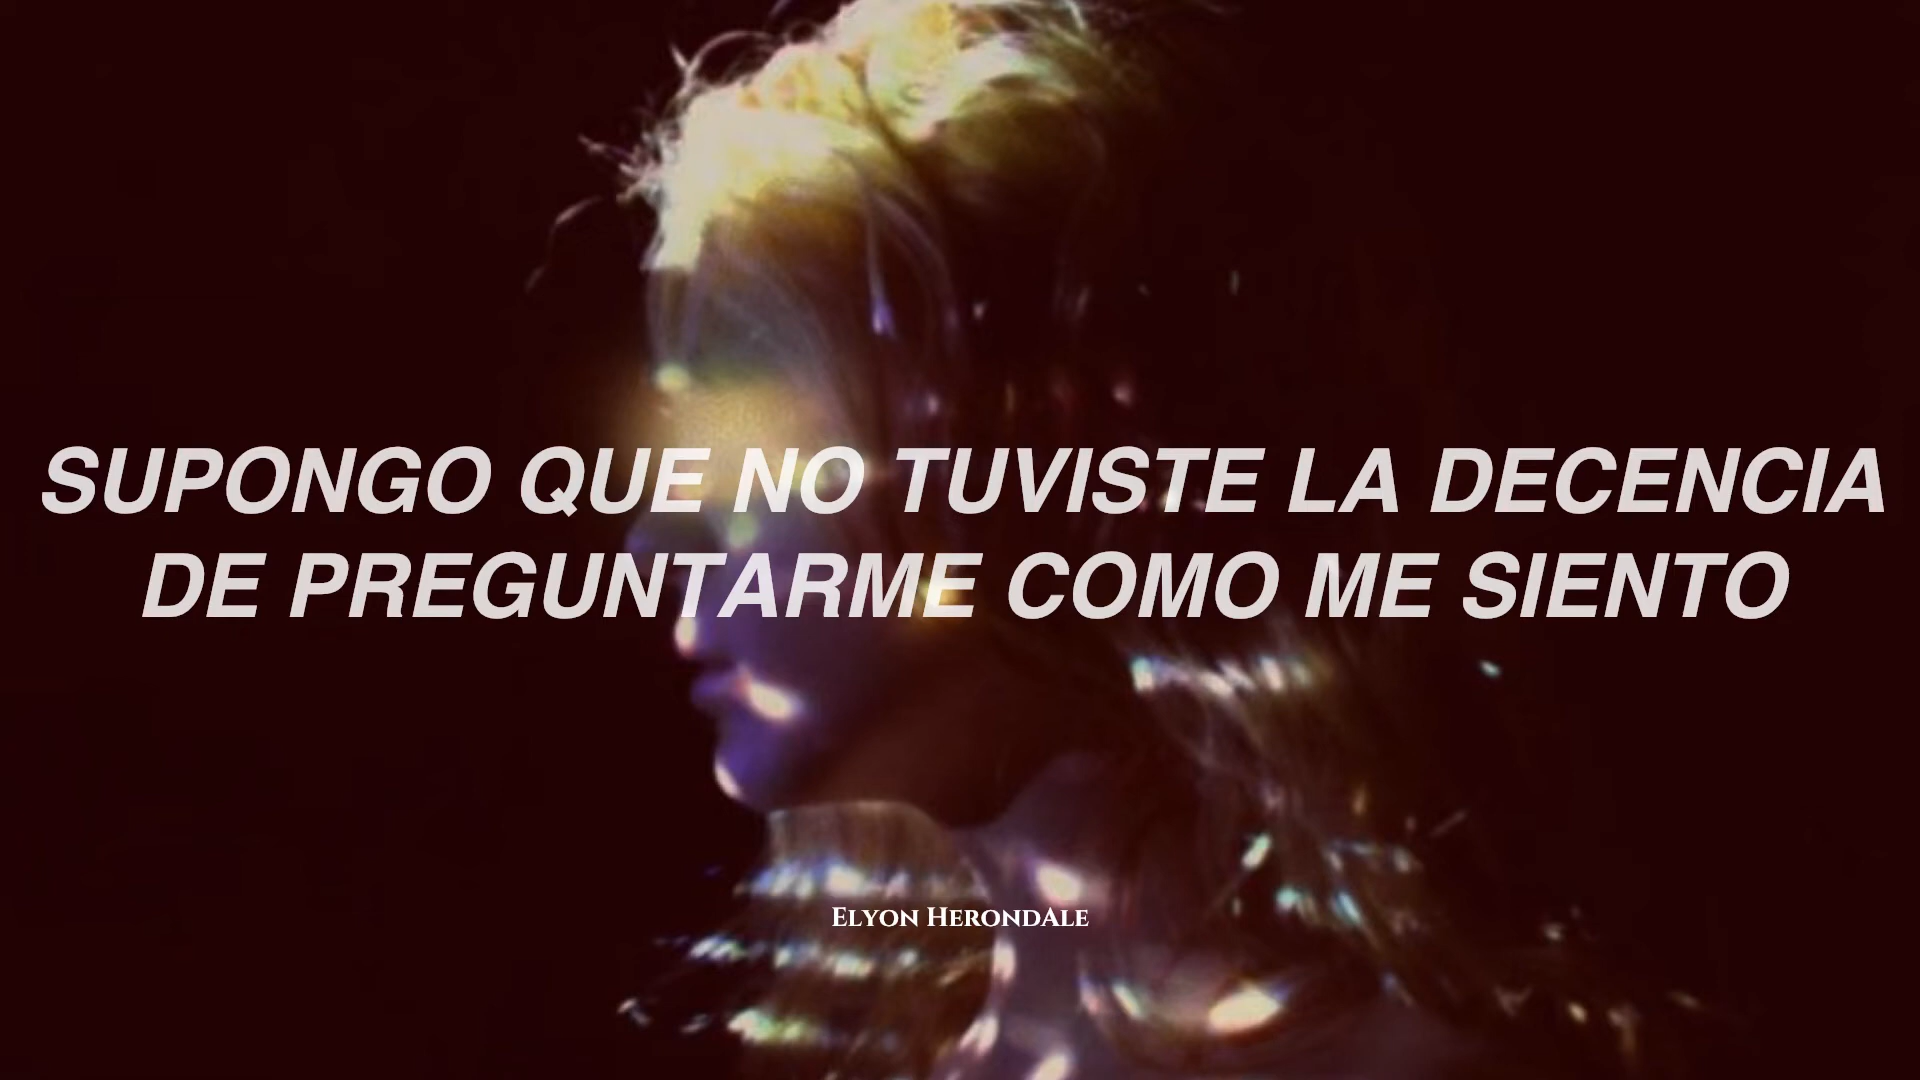 SUPONGO QUE NO TUVISTE LA DECENCIA
DE PREGUNTARME COMO ME SIENTO
ELYON HERONDALE